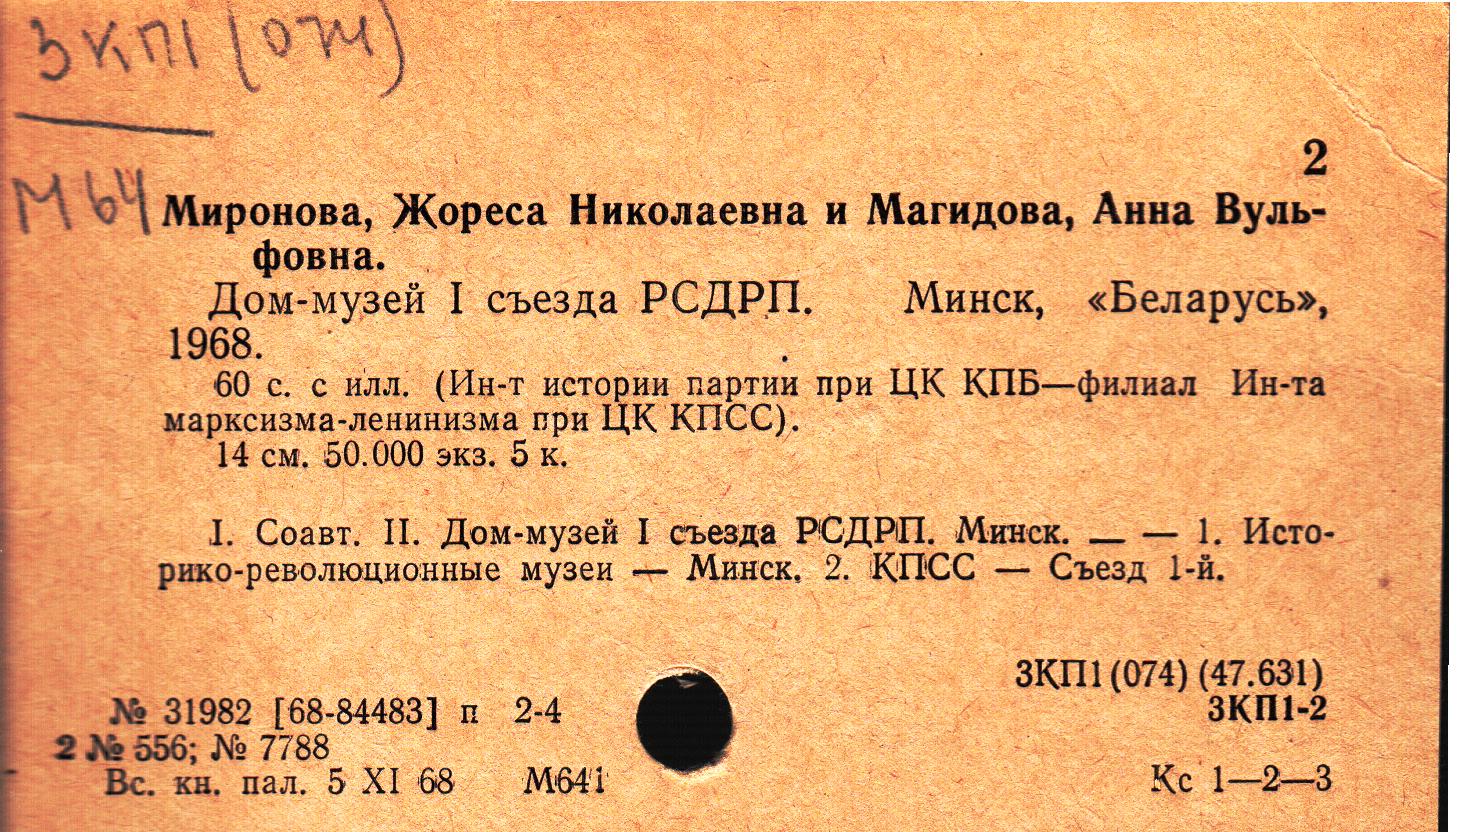 3КП1 (074)
М64
2
Миронова, Жореса Николаевна и Магидова, Анна Вуль-
фовна.
Дом-музей I съезда РСДРП. Минск, «Беларусь»,
1968.
60 с. с илл. (Ин-т истории партии при ЦК КПБ—филиал Ин-та
марксизма-ленинизма при ЦК КПСС).
14 см. 50.000 экз. 5 к.
I. Соавт. II. Дом-музей I съезда РСДРП. Минск. — — 1. Исто-
рико-революционные музеи — Минск. 2. КПСС — Съезд 1-й.
3КП1(074) (47.631)
№ 31982 [68-84483] п 2-4
3КП1-2
2 № 556; № 7788
Вс. кн. пал. 5 XI 68 М641
Кс 1—2—3